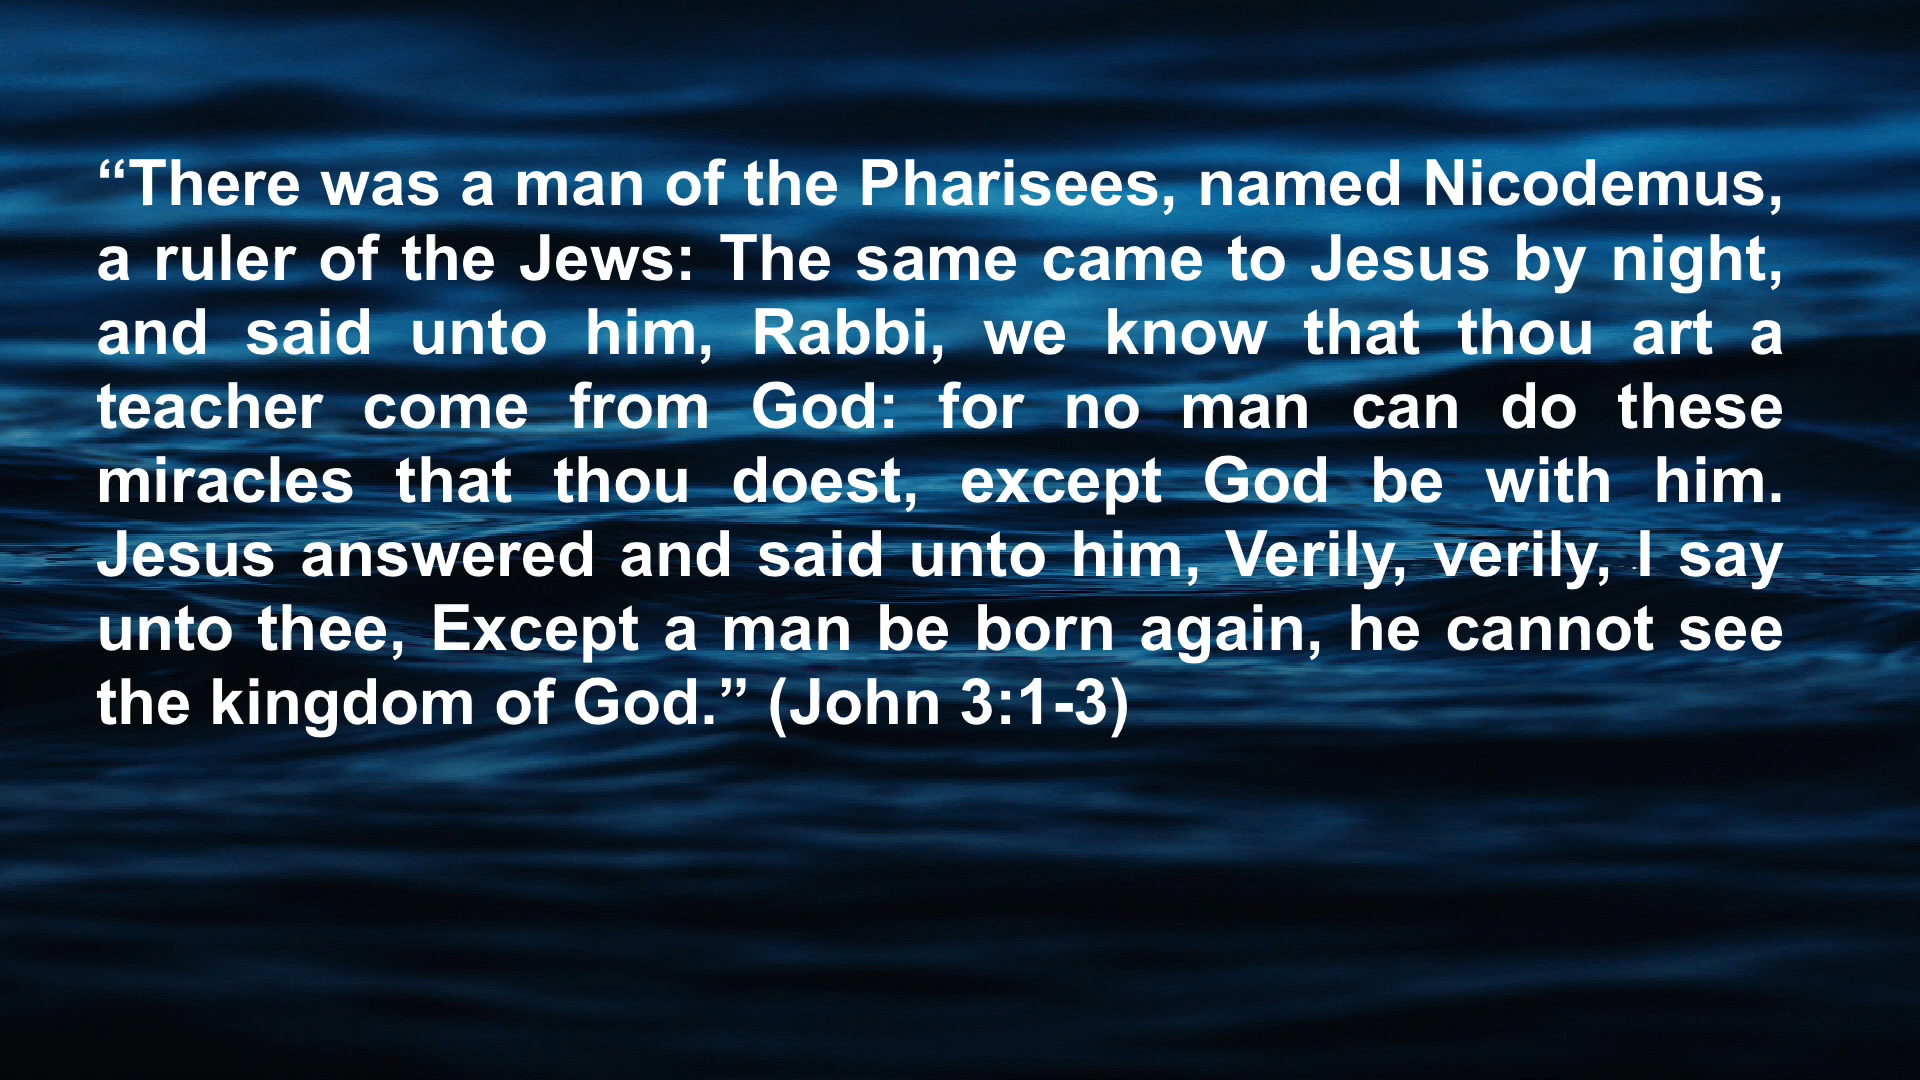 “There was a man of the Pharisees, named Nicodemus,
a ruler of the Jews: The same came to Jesus by night,
and said unto him, Rabbi, we know that thou art a
teacher come from God: for no man can do these
miracles that thou doest, except God be with him.
Jesus answered and said unto him, Verily, verily, I say
unto thee, Except a man be born again, he cannot see
the kingdom of God.” (John 3:1-3)